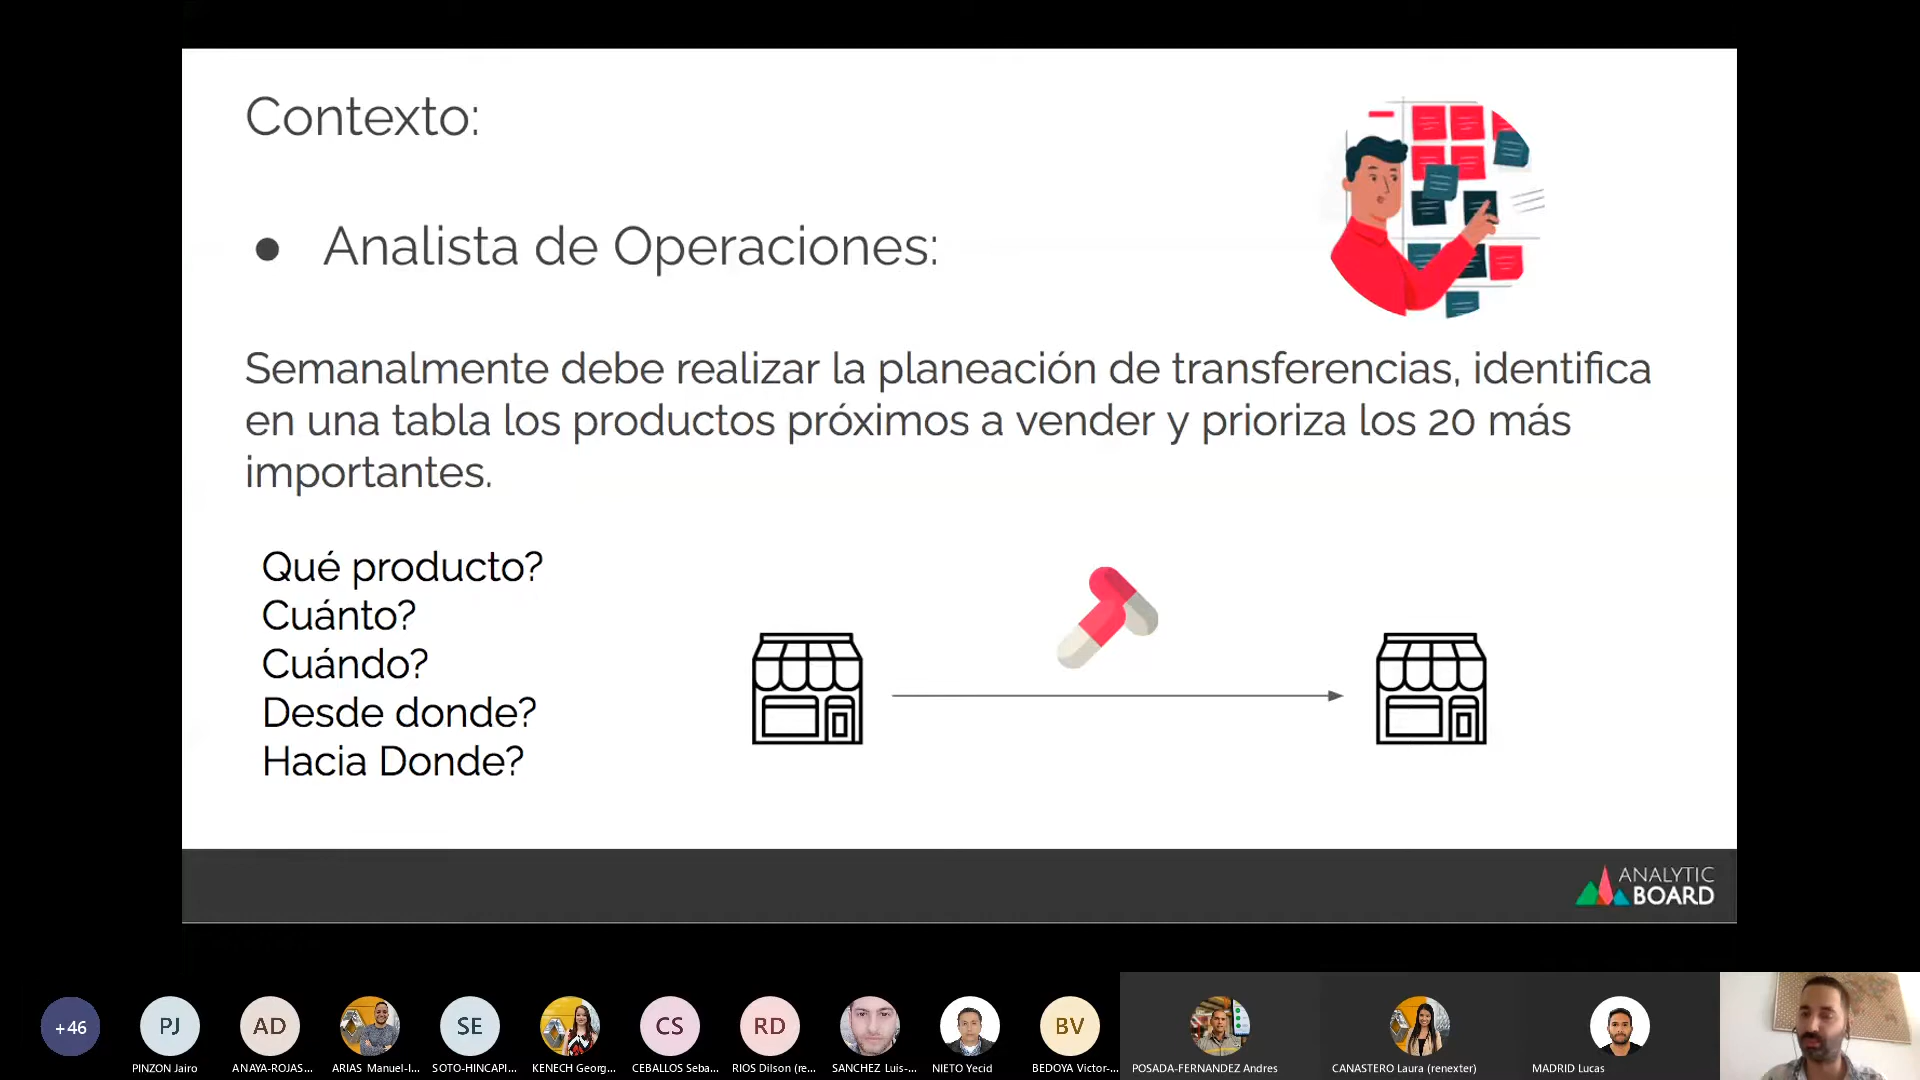 Contexto:
● Analista de Operaciones:
Semanalmente debe realizar la planeación de transferencias, identifica
en una tabla los productos próximos a vender y prioriza los 20 más
importantes.
Qué producto?
Cuánto?
Cuándo?
Desde donde?
Hacia Donde?
ANALYTIC
BOARD
+46
PJ
AD
SE
CS
RD
BV
PINZON Jairo
ANAYA-ROJAS...
ARIAS Manuel-I...
SOTO-HINCAPI...
KENECH Georg...
CEBALLOS Seba...
RIOS Dilson (re...
SANCHEZ Luis-...
NIETO Yecid
BEDOYA Victor-...
POSADA-FERNANDEZ Andres
CANASTERO Laura (renexter)
MADRID Lucas